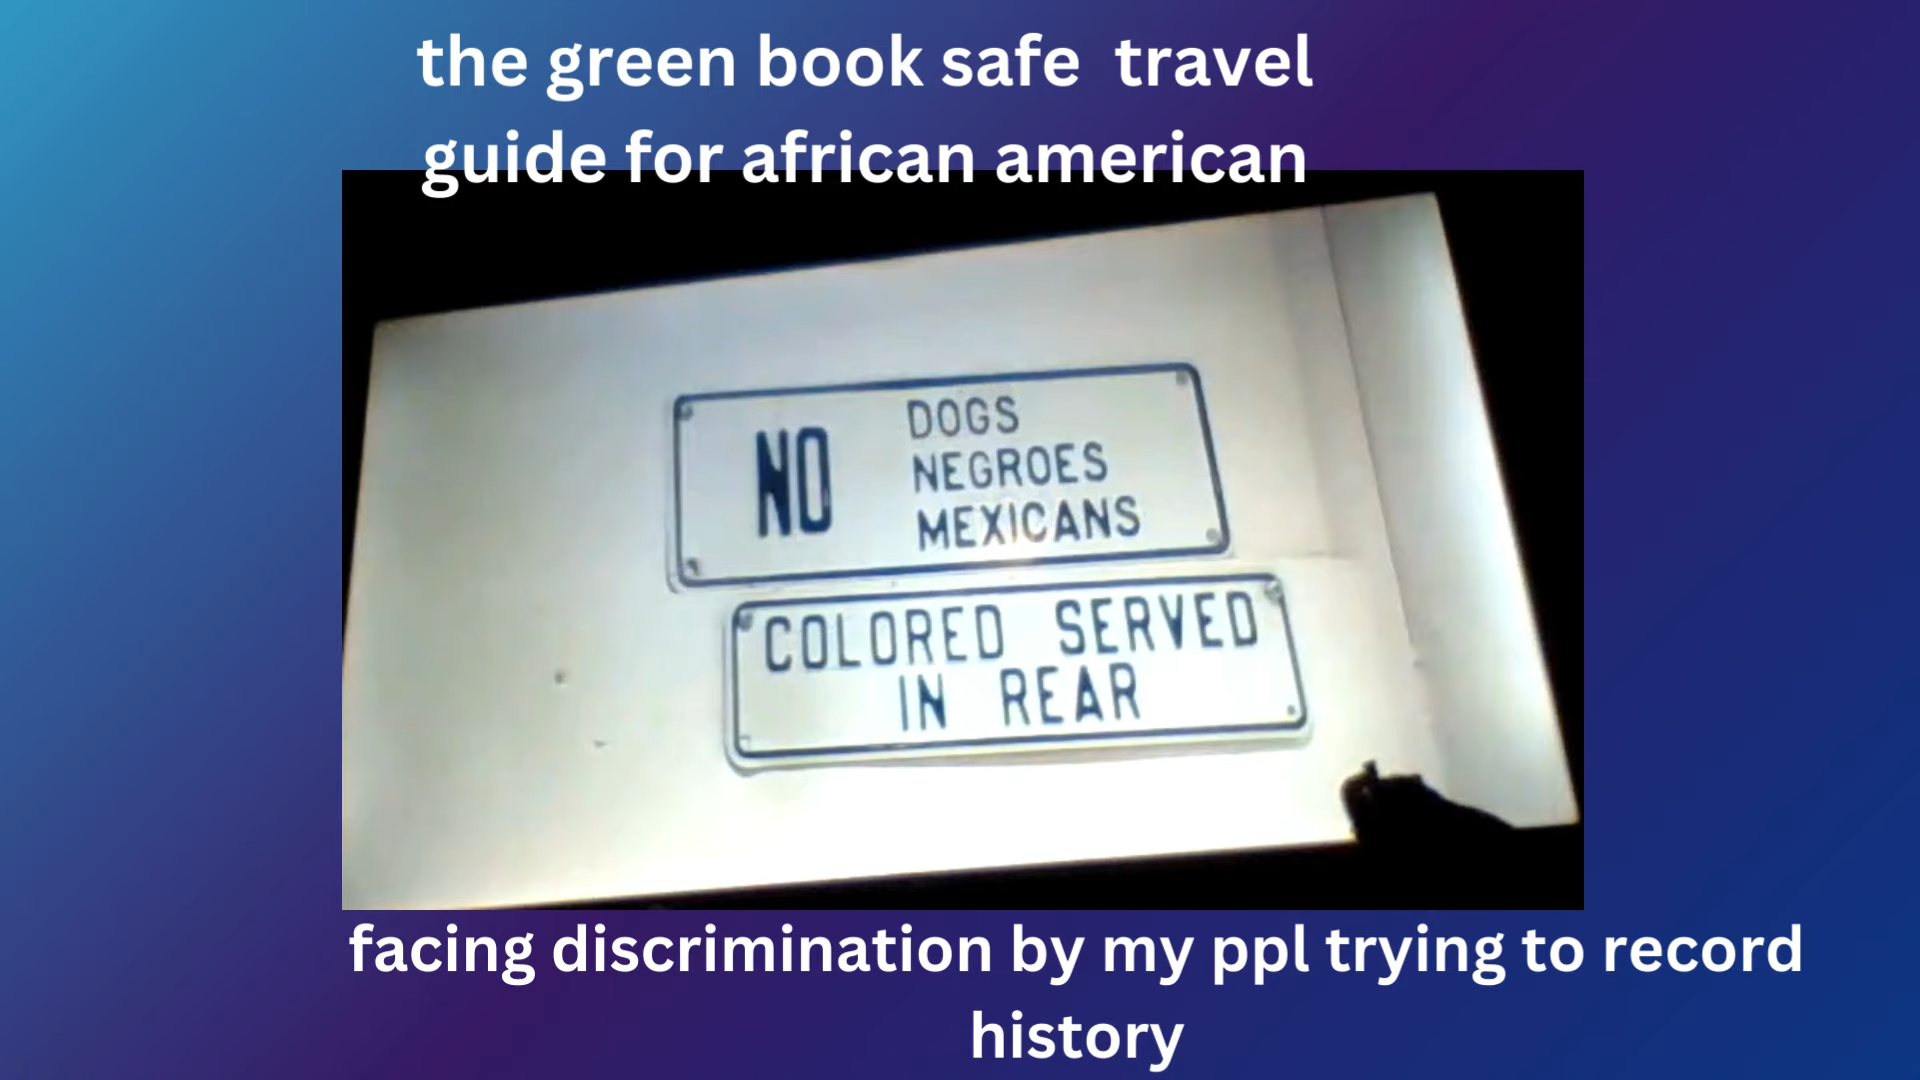 the green book safe  travel
guide for african american
NO
DOGS
NEGROES
MEXICANS
COLORED SERVED
IN REAR
facing discrimination by my ppl trying to record
history